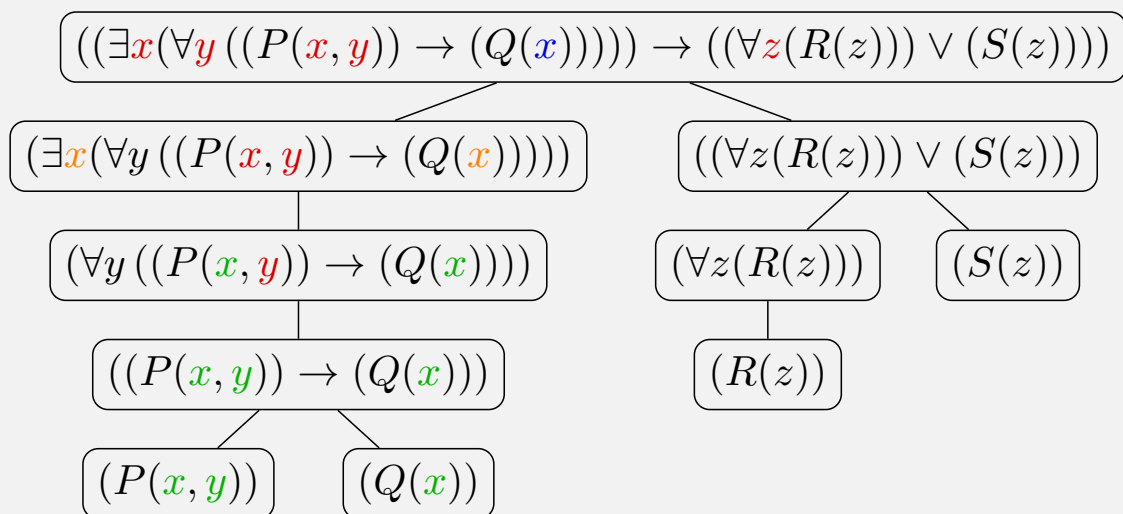 ((∃x(∀y ((P(x, y)) → (Q(x))))) → ((∀z(R(z))) ∨ (S(z))))
(∃x(∀y ((P(x, y)) → (Q(x))))) ((∀z(R(z))) ∨ (S(z)))
(∀y ((P(x, y)) → (Q(x)))) (∀z(R(z))) (S(z))
((P(x, y)) → (Q(x))) (R(z))
(P(x, y)) (Q(x))